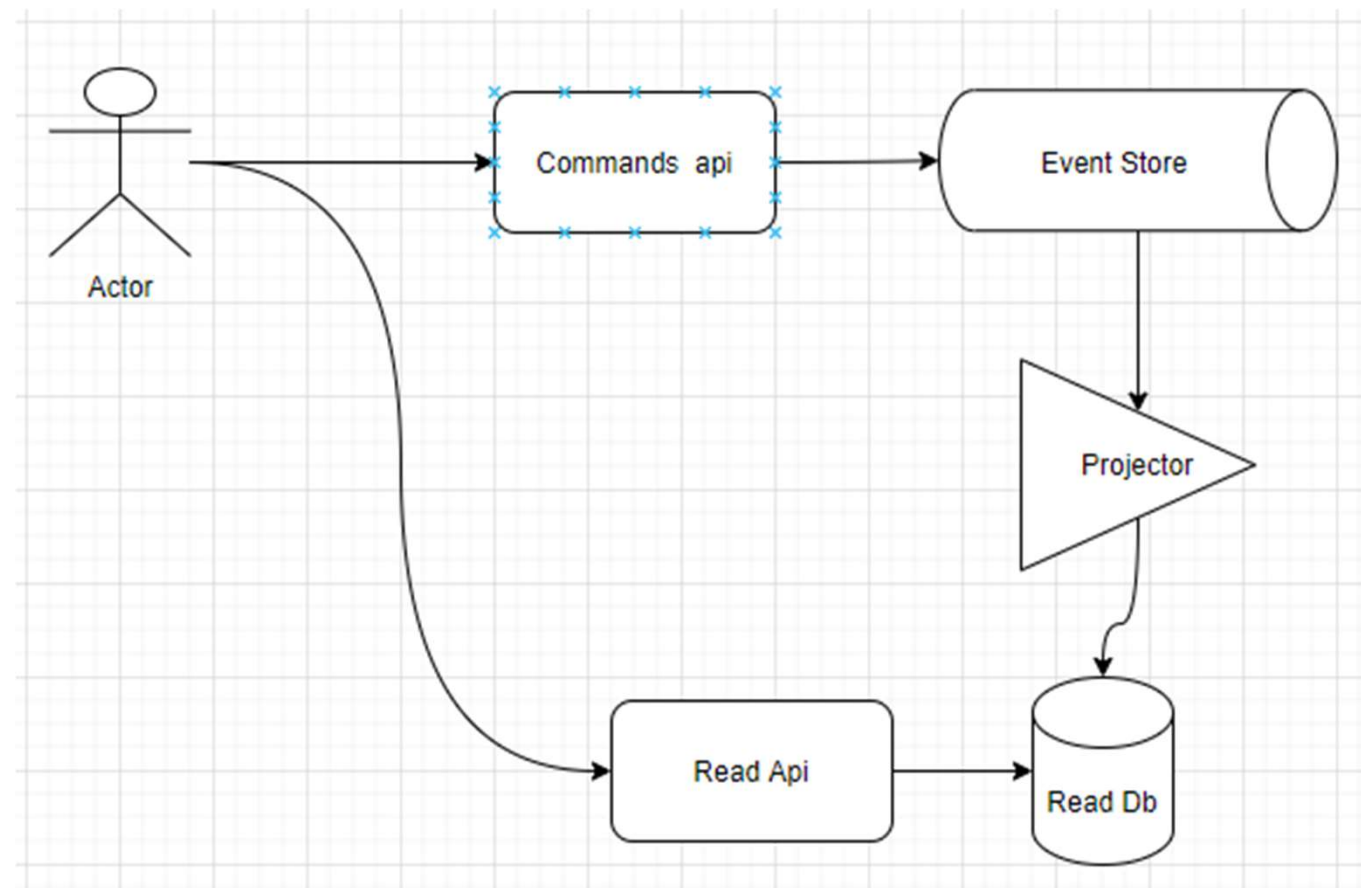 Commands  api
Event Store
Actor
Projector
Read Api
Read Db